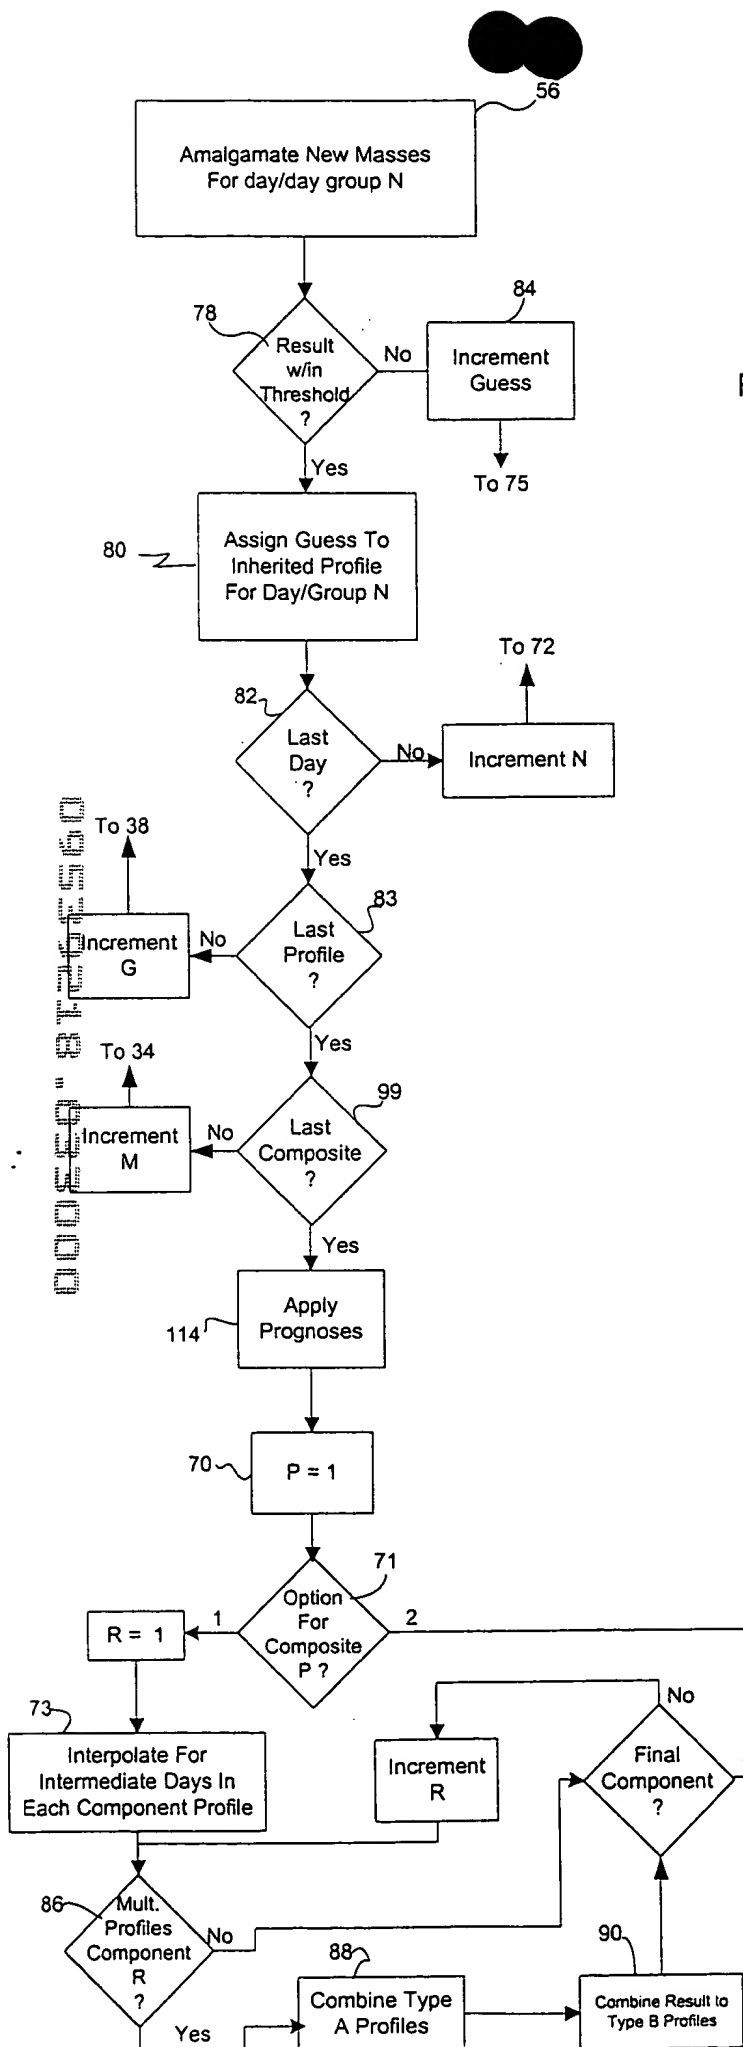 56
Amalgamate New Masses
For day/day group N
78
Result
w/in
Threshold
?
No
84
Increment
Guess
To 75
Yes
80
Assign Guess To
Inherited Profile
For Day/Group N
To 72
82
Last
Day
?
No
Increment N
Yes
To 38
83
Last
Profile
?
No
Increment
G
Yes
To 34
99
Last
Composite
?
No
Increment
M
Yes
114
Apply
Prognoses
70
P = 1
71
Option
For
Composite
P ?
1
2
R = 1
No
73
Interpolate For
Intermediate Days In
Each Component Profile
Increment
R
Final
Component
?
86
Mult.
Profiles
Component
R
?
No
Yes
88
Combine Type
A Profiles
90
Combine Result to
Type B Profiles